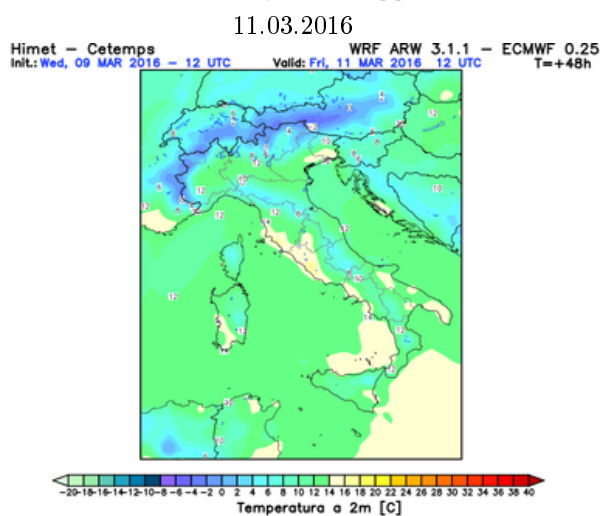 11.03.2016
Himet − Cetemps WRF ARW 3.1.1 − ECMWF 0.25
Init.: Wed, 09 MAR 2016 − 12 UTC Valid: Fri, 11 MAR 2016 12 UTC T=+48h
−20−18−16−14−12−10−8 −6 −4 −2 0 2 4 6 8 10 12 14 16 18 20 22 24 26 28 30 32 34 36 38 40
Temperatura a 2m [C]